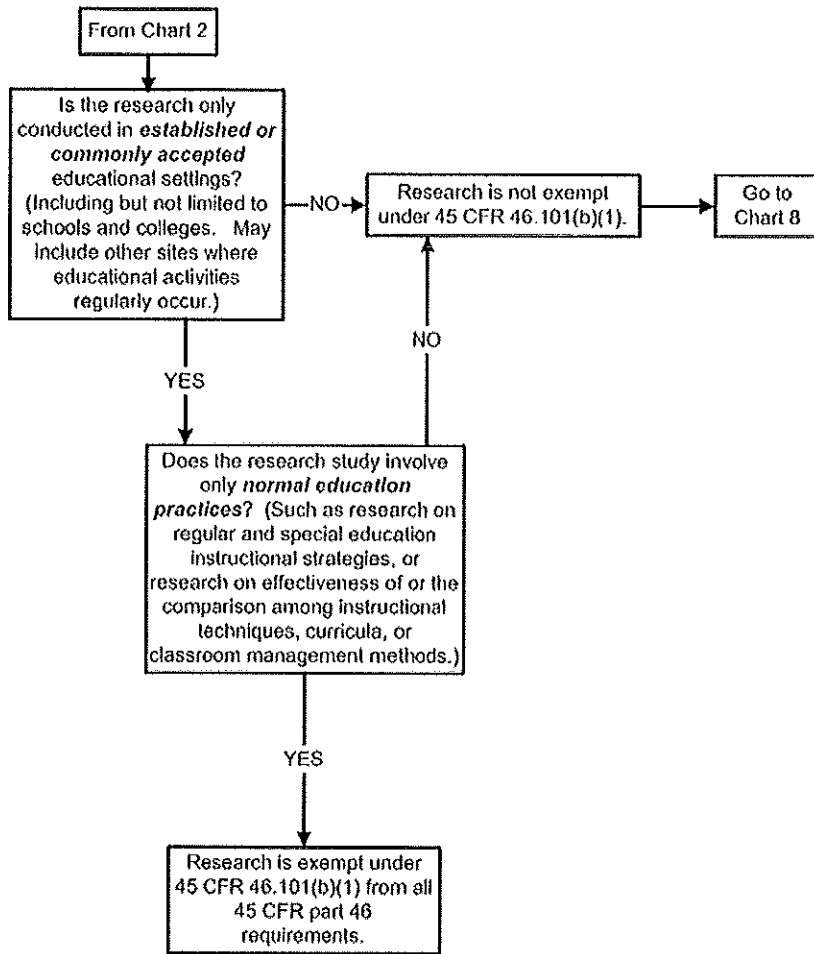 From Chart 2
Is the research only
conducted in established or
commonly accepted
educational settings?
(Including but not limited to
schools and colleges. May
include other sites where
educational activities
regularly occur.)
NO
Research is not exempt
under 45 CFR 46.101(b)(1).
Go to
Chart 8
NO
YES
Does the research study involve
only normal education
practices? (Such as research on
regular and special education
instructional strategies, or
research on effectiveness of or the
comparison among instructional
techniques, curricula, or
classroom management methods.)
YES
Research is exempt under
45 CFR 46.101(b)(1) from all
45 CFR part 46
requirements.